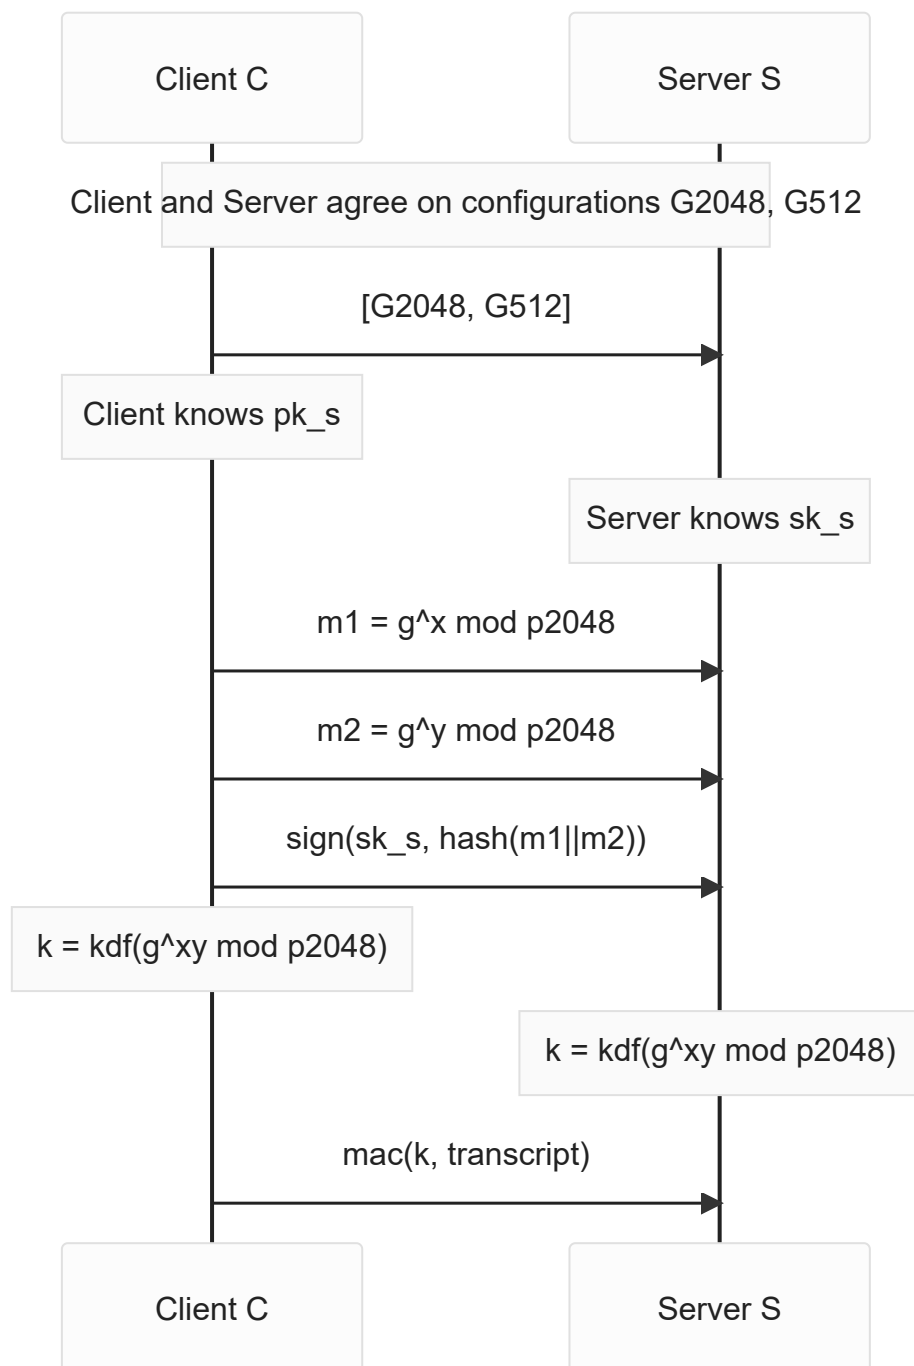 Client C
Server S
Client and Server agree on configurations G2048, G512
[G2048, G512]
Client knows pk_s
Server knows sk_s
m1 = g^x mod p2048
m2 = g^y mod p2048
sign(sk_s, hash(m1||m2))
k = kdf(g^xy mod p2048)
k = kdf(g^xy mod p2048)
mac(k, transcript)
Client C
Server S